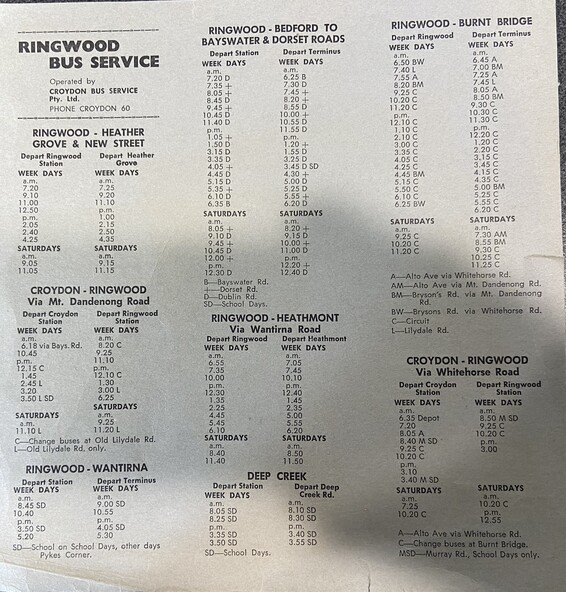 RINGWOOD
BUS SERVICE
Operated by
CROYDON BUS SERVICE
Pty. Ltd.
PHONE CROYDON 60
RINGWOOD - HEATHER
GROVE & NEW STREET
Depart Ringwood Depart Heather
Station Grove
WEEK DAYS WEEK DAYS
a.m. a.m.
7.20 7.25
9.10 9.20
11.00 11.10
12.50 p.m.
p.m. 1.00
2.05 2.15
2.40 2.50
4.25 4.35
SATURDAYS SATURDAYS
a.m. a.m.
9.05 9.15
11.05 11.15
CROYDON - RINGWOOD
Via Mt. Dandenong Road
Depart Croydon Depart Ringwood
Station Station
WEEK DAYS WEEK DAYS
a.m. a.m.
6.18 via Bays. Rd. 8.20 C
10.45 9.25
p.m. 11.10
12.15 C p.m.
1.45 12.10 C
2.45 L 1.30
3.20 3.00 L
3.50 L SD 6.25
SATURDAYS SATURDAYS
a.m. a.m.
9.25
11.10 L 11.20 L
C—Change buses at Old Lilydale Rd.
L—Old Lilydale Rd. only.
RINGWOOD - WANTIRNA
Depart Station Depart Terminus
WEEK DAYS WEEK DAYS
a.m. a.m.
8.45 SD 9.00 SD
10.40 10.55
p.m. p.m.
3.50 SD 4.05 SD
5.20 5.30
SD—School on School Days, other days
Pykes Corner.
RINGWOOD - BEDFORD TO
BAYSWATER & DORSET ROADS
Depart Station Depart Terminus
WEEK DAYS WEEK DAYS
a.m. a.m.
7.20 D 6.25 B
7.35 + 7.30 D
8.05 + 7.45 +
8.45 D 8.20 +
9.45 + 8.55 D
10.45 D 10.00 +
11.40 D 10.55 D
p.m. 11.55 D
1.05 + p.m.
1.50 D 1.20 +
3.15 D 1.55 D
3.35 D 3.25 D
4.05 + 3.45 D SD
4.45 D 4.30 +
5.15 D 5.00 D
5.35 + 5.25 D
6.10 D 5.55 +
6.35 B 6.20 D
SATURDAYS SATURDAYS
a.m. a.m.
8.05 + 8.20 +
9.10 D 9.15 D
9.45 + 10.00 +
10.45 D 11.00 D
12.00 + p.m.
p.m. 12.20 +
12.30 D 12.40 D
B—Bayswater Rd.
+—Dorset Rd.
D—Dublin Rd.
SD—School Days.
RINGWOOD - HEATHMONT
Via Wantirna Road
Depart Ringwood Depart Heathmont
WEEK DAYS WEEK DAYS
a.m. a.m.
6.55 7.05
7.35 7.45
10.00 10.10
p.m. p.m.
12.30 12.40
1.35 1.45
2.25 2.35
4.45 5.00
5.45 5.55
6.10 6.20
SATURDAYS SATURDAYS
a.m. a.m.
8.40 8.50
11.40 11.50
DEEP CREEK
Depart Station Depart Deep
Creek Rd.
WEEK DAYS WEEK DAYS
a.m. a.m.
8.05 SD 8.10 SD
8.25 SD 8.30 SD
p.m. p.m.
3.35 SD 3.40 SD
3.50 SD 3.55 SD
SD—School Days.
RINGWOOD - BURNT BRIDGE
Depart Ringwood Depart Terminus
WEEK DAYS WEEK DAYS
a.m. a.m.
6.50 BW 6.45 A
7.40 L 7.00 BM
7.55 A 7.25 A
8.20 BM 7.45 L
9.25 C 8.05 A
10.20 C 8.50 BM
11.20 C 9.30 C
p.m. 10.30 C
12.10 C 11.30 C
1.10 C p.m.
2.10 C 12.20 C
3.00 C 1.20 C
3.35 C 2.20 C
4.05 C 3.15 C
4.25 C 3.45 C
4.45 BM 4.15 C
5.15 C 4.35 C
5.50 C 5.00 BM
6.10 C 5.25 C
6.25 BW 5.55 C
6.20 C
SATURDAYS SATURDAYS
a.m. a.m.
9.25 C 7.30 AM
10.20 C 8.55 BM
11.20 C 9.30 C
10.25 C
11.25 C
A—Alto Ave via Whitehorse Rd.
AM—Alto Ave via Mt. Dandenong Rd.
BM—Bryson's Rd. via Mt. Dandenong
Rd.
BW—Brysons Rd. via Whitehorse Rd.
C—Circuit
L—Lilydale Rd.
CROYDON - RINGWOOD
Via Whitehorse Road
Depart Croydon Depart Ringwood
Station Station
WEEK DAYS WEEK DAYS
a.m. a.m.
6.35 Depot 8.50 M SD
7.20 9.25 C
8.05 A 10.20 C
8.40 M SD p.m.
9.25 C 3.00
10.20 C
p.m.
3.10
3.40 M SD
SATURDAYS SATURDAYS
a.m. a.m.
7.25 10.20 C
10.20 C p.m.
12.55
A—Alto Ave via Whitehorse Rd.
C—Change buses at Burnt Bridge.
MSD—Murray Rd., School Days only.